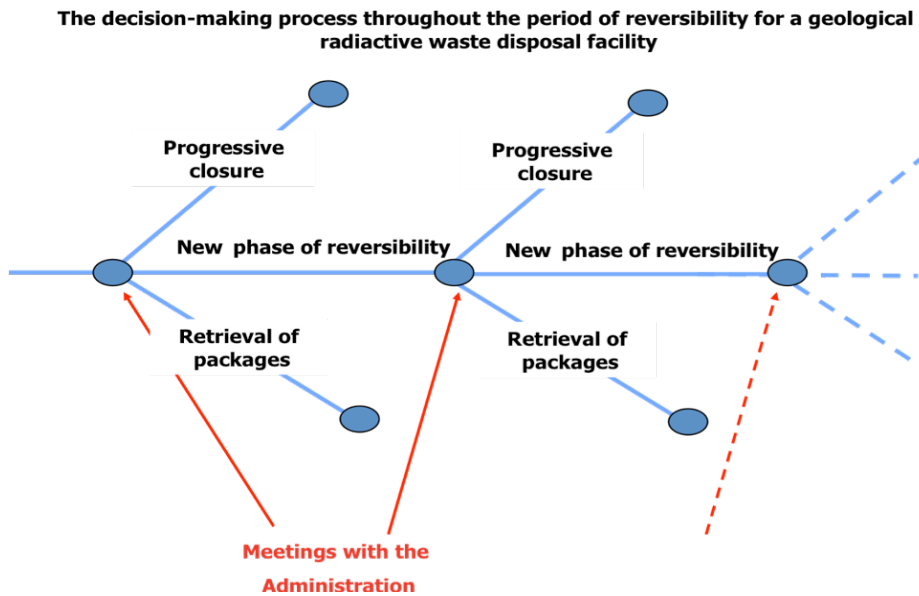 The decision-making process throughout the period of reversibility for a geological
radiactive waste disposal facility
Progressive
closure
Progressive
closure
New phase of reversibility
New phase of reversibility
Retrieval of
packages
Retrieval of
packages
Meetings with the
Administration